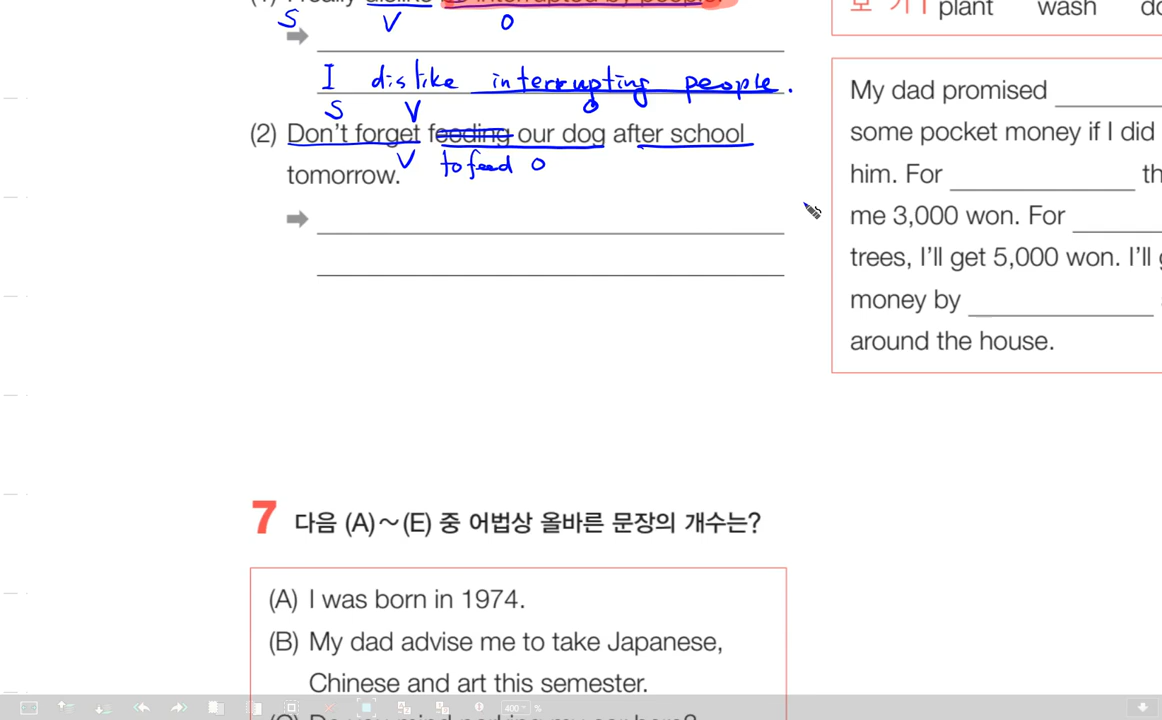 S V O
I dislike interrupting people.
S V O
(2) Don't forget feeding our dog after school
V to feed O
tomorrow.
7 다음 (A)~(E) 중 어법상 올바른 문장의 개수는?
(A) I was born in 1974.
(B) My dad advise me to take Japanese,
Chinese and art this semester.
plant wash
My dad promised
some pocket money if I did
him. For th
me 3,000 won. For
trees, I'll get 5,000 won. I'll
money by
around the house.
400 %